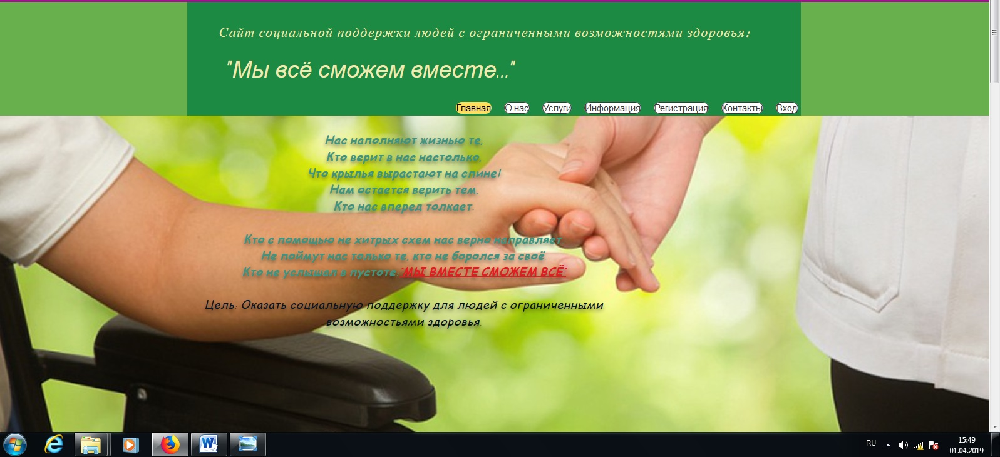 Сайт социальной поддержки людей с ограниченными возможностями здоровья:
"Мы всё сможем вместе..."
Главная О нас Услуги Информация Регистрация Контакты Вход
Нас наполняют жизнью те,
Кто верит в нас настолько,
Что крылья вырастают на спине!
Нам остается верить тем,
Кто нас вперед толкает.
Кто с помощью не хитрых схем нас верно направляет.
Не поймут нас только те, кто не боролся за своё.
Кто не услышал в пустоте:"МЫ ВМЕСТЕ СМОЖЕМ ВСЁ"
Цель: Оказать социальную поддержку для людей с ограниченными
возможностьями здоровья.
RU
15:49
01.04.2019